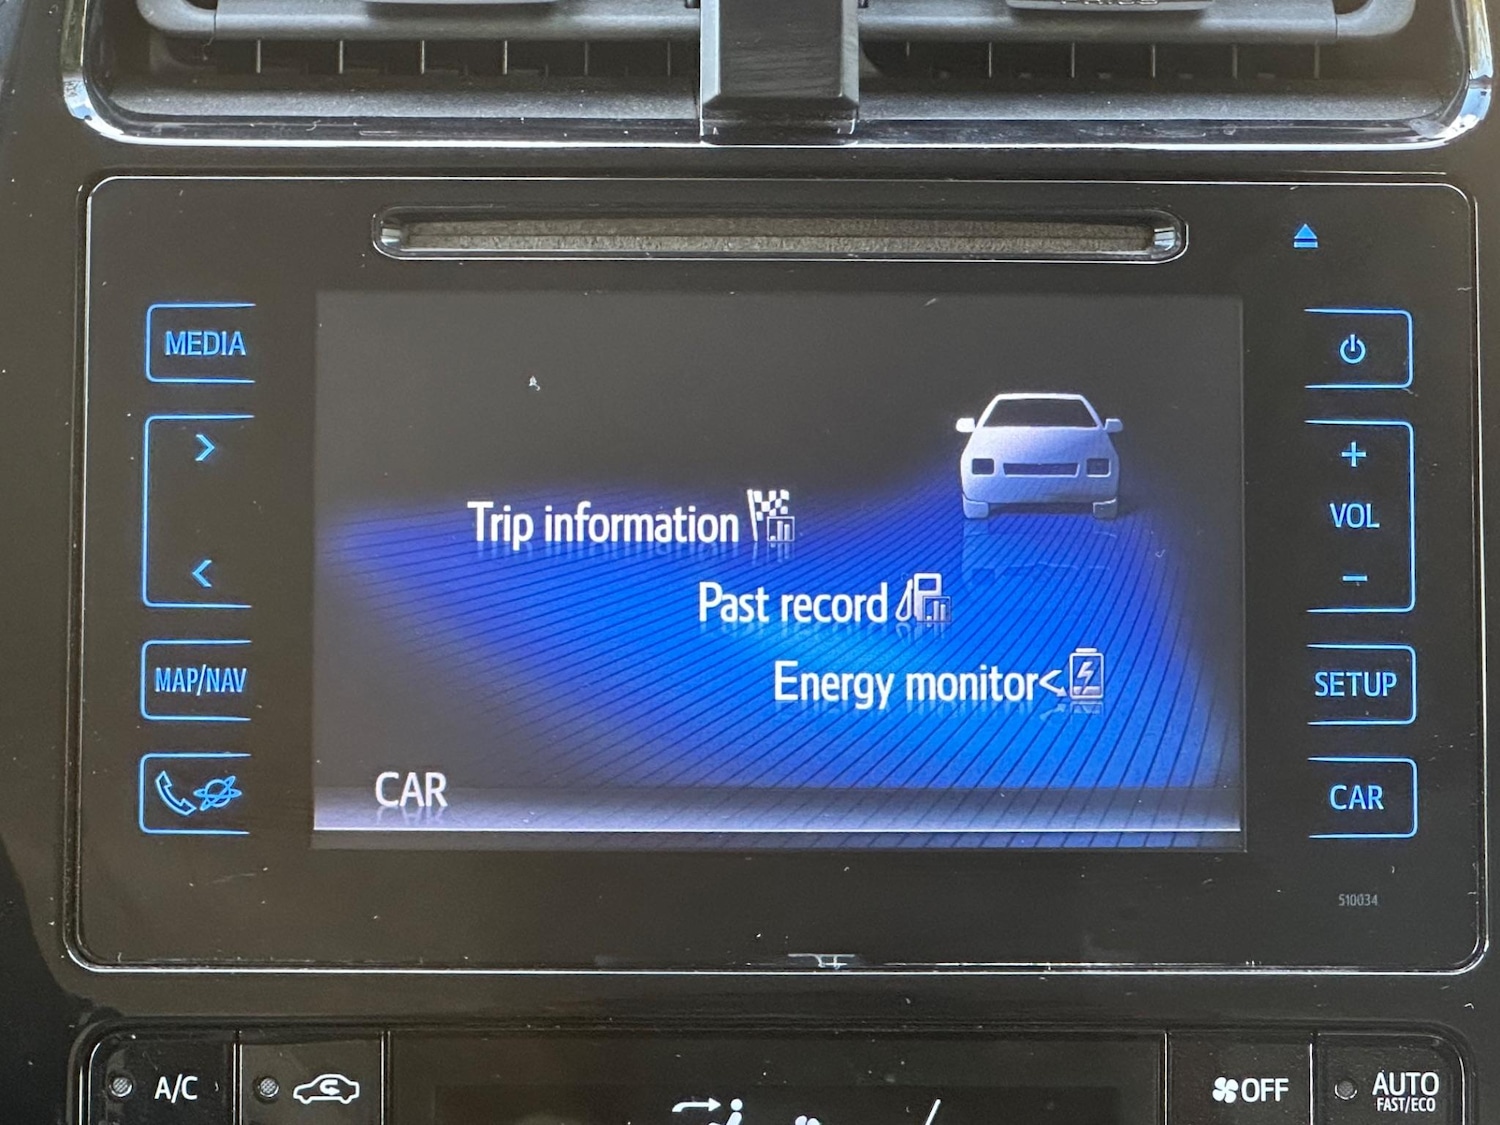 MEDIA
>
<
MAP/NAV
Trip information
Past record
Energy monitor
CAR
+
VOL
−
SETUP
CAR
510034
A/C
OFF
AUTO
FAST/ECO